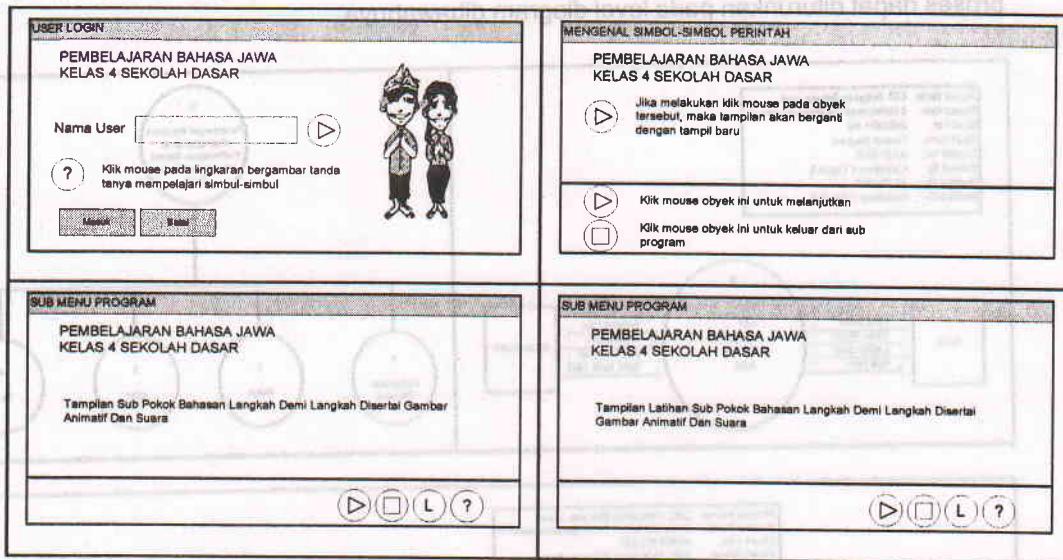 USER LOGIN
PEMBELAJARAN BAHASA JAWA
KELAS 4 SEKOLAH DASAR
Nama User
?
Klik mouse pada lingkaran bergambar tanda
tanya mempelajari simbul-simbul
MENGENAL SIMBOL-SIMBOL PERINTAH
PEMBELAJARAN BAHASA JAWA
KELAS 4 SEKOLAH DASAR
Jika melakukan klik mouse pada obyek
tersebut, maka tampilan akan berganti
dengan tampil baru
Klik mouse obyek ini untuk melanjutkan
Klik mouse obyek ini untuk keluar dari sub
program
SUB MENU PROGRAM
PEMBELAJARAN BAHASA JAWA
KELAS 4 SEKOLAH DASAR
Tampilan Sub Pokok Bahasan Langkah Demi Langkah Disertai Gambar
Animatif Dan Suara
L ?
SUB MENU PROGRAM
PEMBELAJARAN BAHASA JAWA
KELAS 4 SEKOLAH DASAR
Tampilan Latihan Sub Pokok Bahasan Langkah Demi Langkah Disertai
Gambar Animatif Dan Suara
L ?